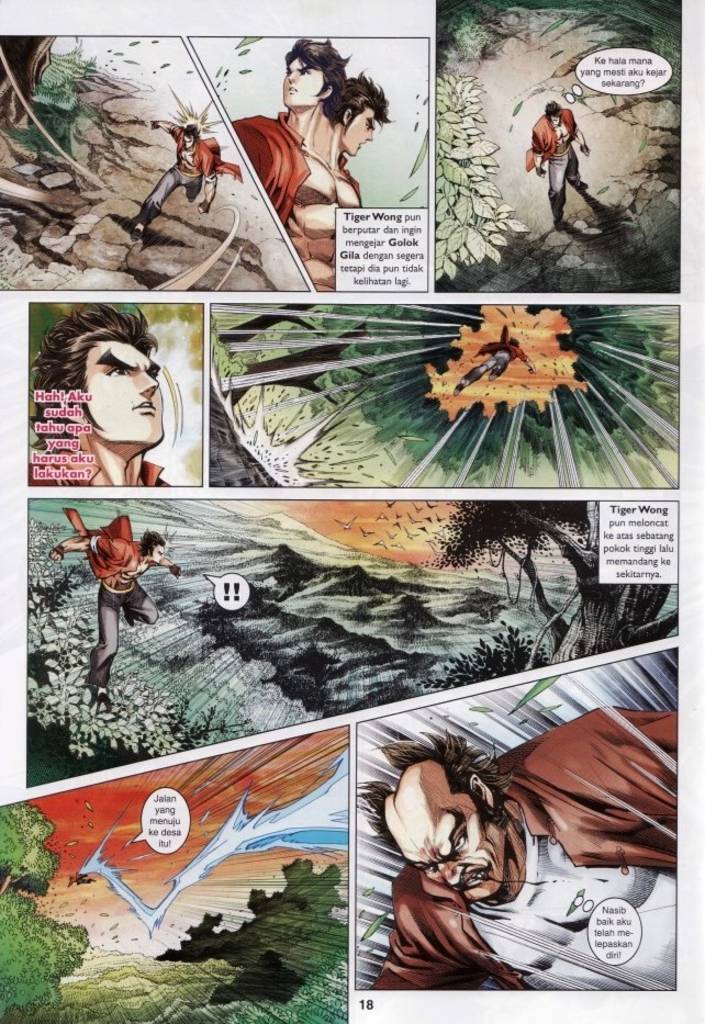 Tiger Wong pun
berputar dan ingin
mengejar Golok
Gila dengan segera
tetapi dia pun tidak
kelihatan lagi.
Ke hala mana
yang mesti aku kejar
sekarang?
Hah! Aku
sudah
tahu apa
yang
harus aku
lakukan?
Tiger Wong
pun meloncat
ke atas sebatang
pokok tinggi lalu
memandang ke
sekitarnya.
!!
Jalan
yang
menuju
ke desa
itu!
Nasib
baik aku
telah me-
lepaskan
diri!
18